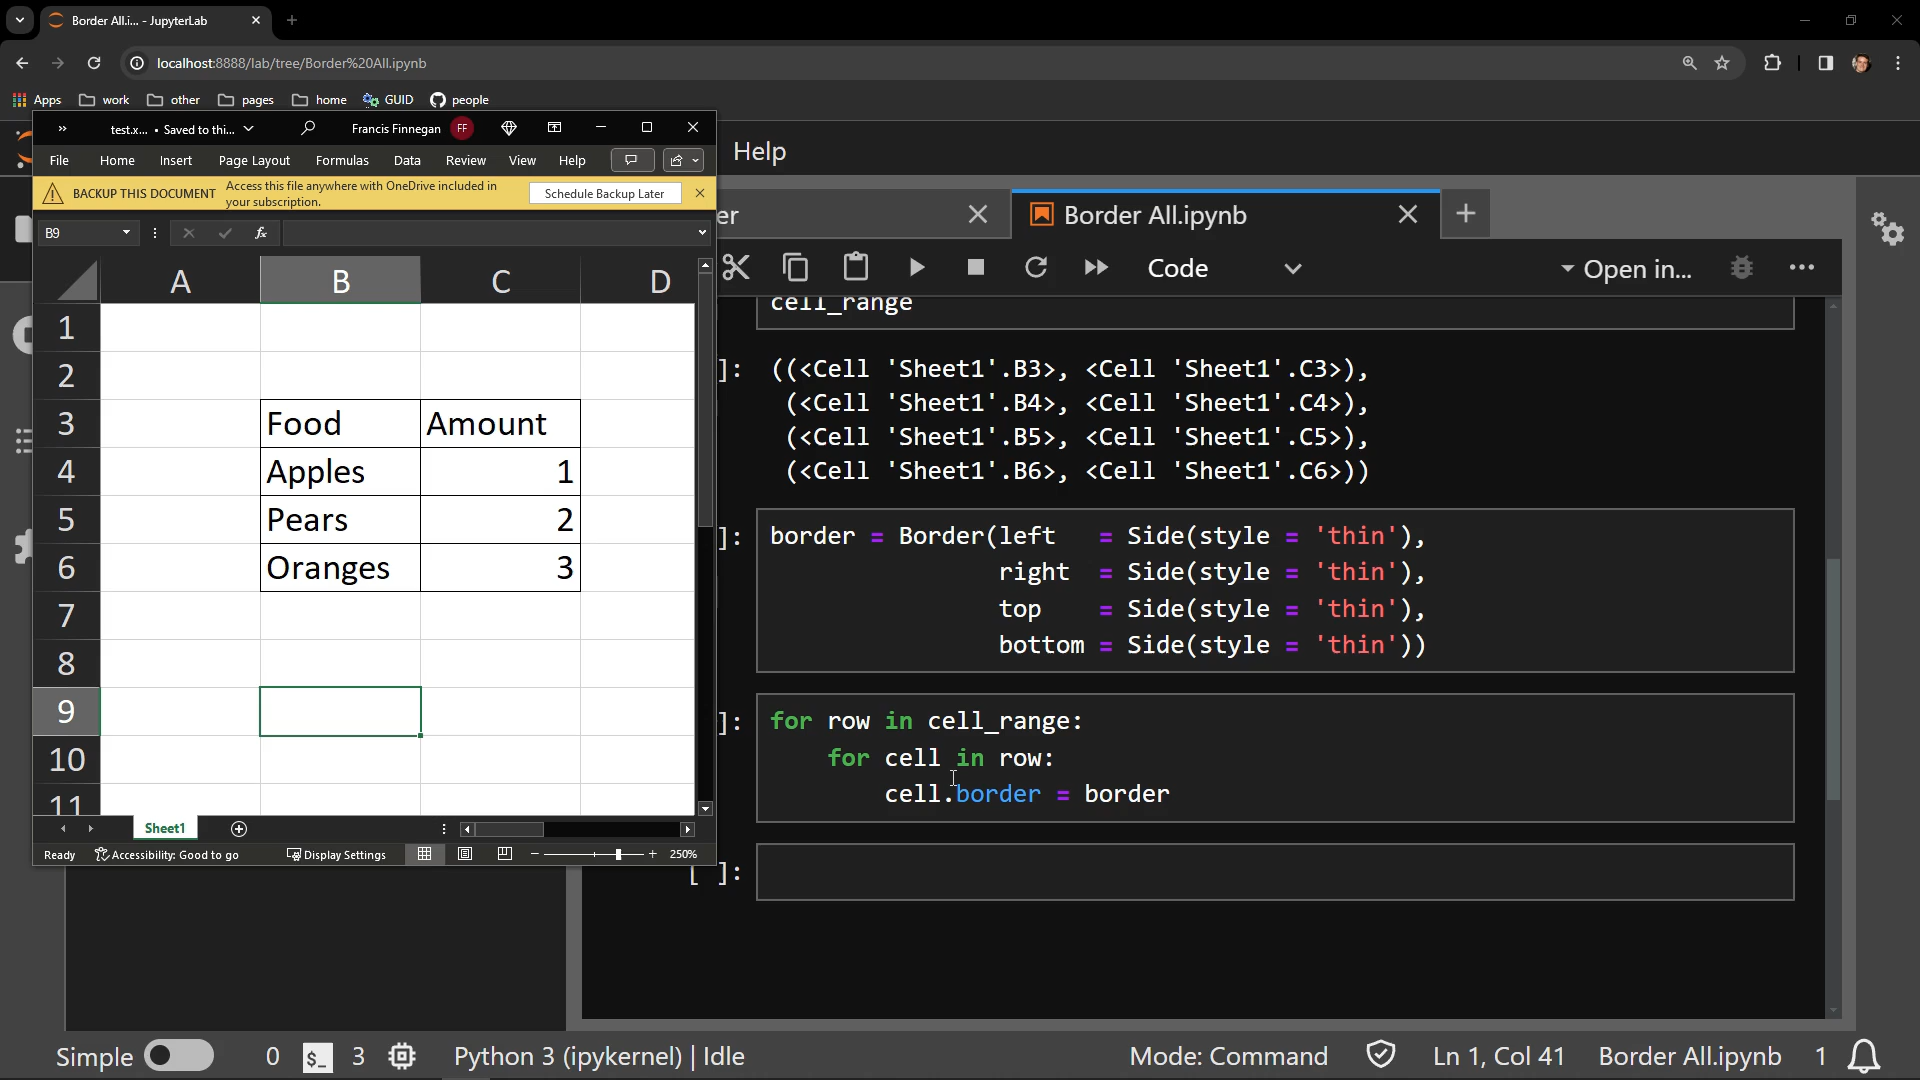 Border All.i... - JupyterLab
localhost:8888/lab/tree/Border%20All.ipynb
Apps work other pages home GUID people
test.x... • Saved to thi... Francis Finnegan FF
File Home Insert Page Layout Formulas Data Review View Help
BACKUP THIS DOCUMENT Access this file anywhere with OneDrive included in your subscription. Schedule Backup Later
B9 fx
A B C D
1
2
3 Food Amount
4 Apples 1
5 Pears 2
6 Oranges 3
7
8
9
10
11
Sheet1
Ready Accessibility: Good to go Display Settings 250%
Help
er Border All.ipynb
Code Open in...
cell_range
]: ((<Cell 'Sheet1'.B3>, <Cell 'Sheet1'.C3>),
(<Cell 'Sheet1'.B4>, <Cell 'Sheet1'.C4>),
(<Cell 'Sheet1'.B5>, <Cell 'Sheet1'.C5>),
(<Cell 'Sheet1'.B6>, <Cell 'Sheet1'.C6>))
]: border = Border(left = Side(style = 'thin'),
right = Side(style = 'thin'),
top = Side(style = 'thin'),
bottom = Side(style = 'thin'))
]: for row in cell_range:
for cell in row:
cell.border = border
[ ]:
Simple 0 $_ 3 Python 3 (ipykernel) | Idle Mode: Command Ln 1, Col 41 Border All.ipynb 1